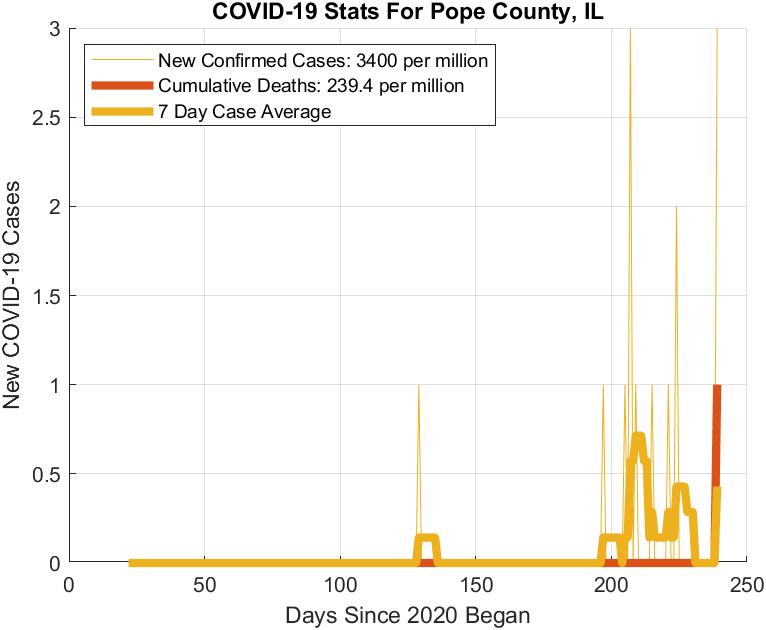 COVID-19 Stats For Pope County, IL
New Confirmed Cases: 3400 per million
Cumulative Deaths: 239.4 per million
7 Day Case Average
New COVID-19 Cases
3
2.5
2
1.5
1
0.5
0
0 50 100 150 200 250
Days Since 2020 Began